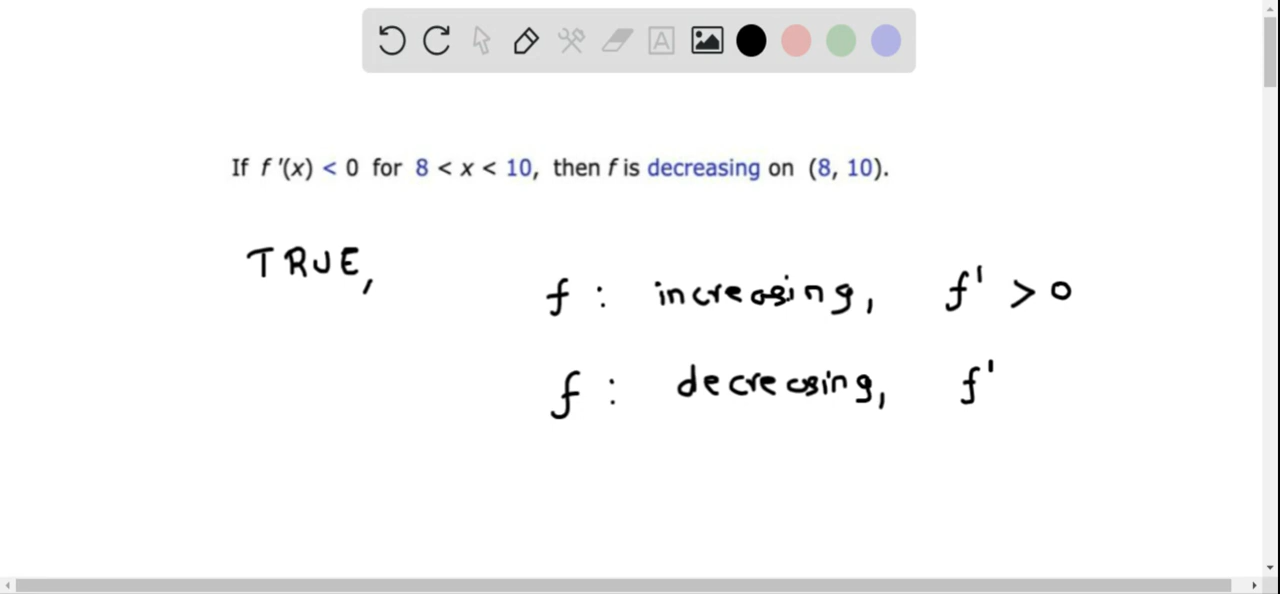 If f '(x) < 0 for 8 < x < 10, then f is decreasing on (8, 10).
TRUE,
f : increasing, f' > 0
f : decreasing, f'